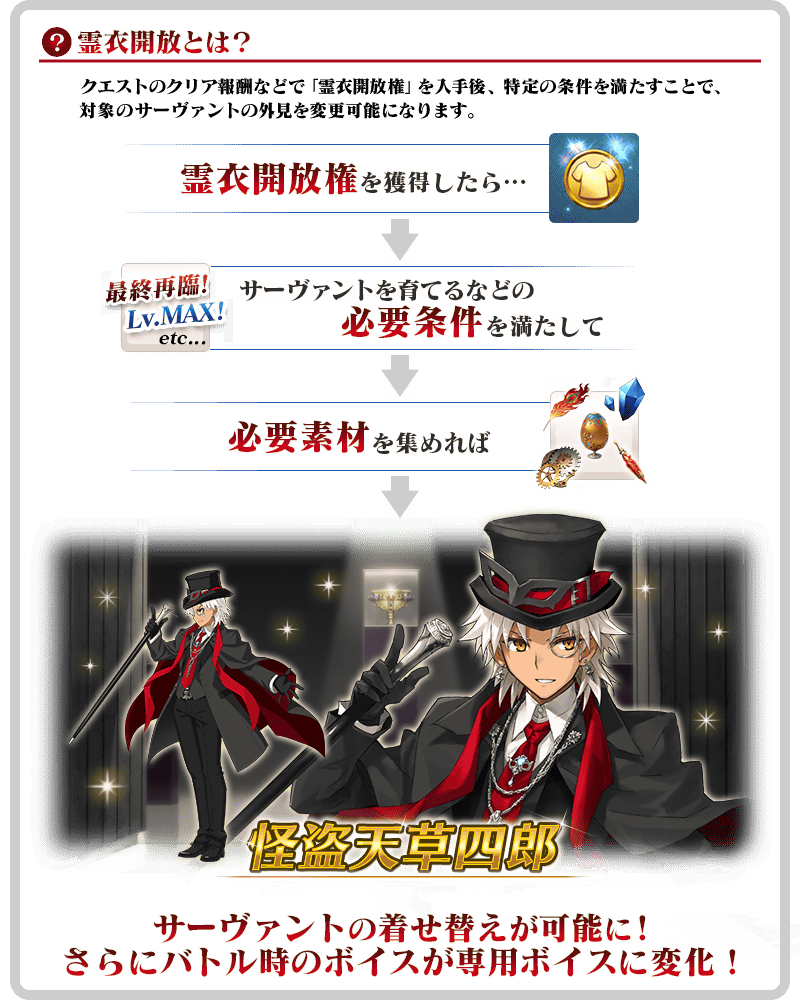 ?霊衣開放とは?
クエストのクリア報酬などで「霊衣開放権」を入手後、特定の条件を満たすことで、
対象のサーヴァントの外見を変更可能になります。
霊衣開放権を獲得したら…
最終再臨!
Lv.MAX!
etc...
サーヴァントを育てるなどの
必要条件を満たして
必要素材を集めれば
怪盗天草四郎
サーヴァントの着せ替えが可能に!
さらにバトル時のボイスが専用ボイスに変化!